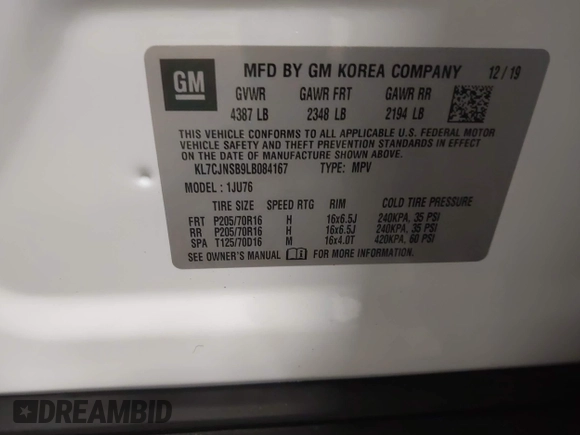 GM
MFD BY GM KOREA COMPANY 12/19
GVWR GAWR FRT GAWR RR
4387 LB 2348 LB 2194 LB
THIS VEHICLE CONFORMS TO ALL APPLICABLE U.S. FEDERAL MOTOR
VEHICLE SAFETY AND THEFT PREVENTION STANDARDS IN EFFECT
ON THE DATE OF MANUFACTURE SHOWN ABOVE.
KL7CJNSB9LB084167 TYPE: MPV
MODEL : 1JU76
TIRE SIZE SPEED RTG RIM COLD TIRE PRESSURE
FRT P205/70R16 H 16x6.5J 240KPA, 35 PSI
RR P205/70R16 H 16x6.5J 240KPA, 35 PSI
SPA T125/70D16 M 16x4.0T 420KPA, 60 PSI
SEE OWNER'S MANUAL FOR MORE INFORMATION.
DREAMBID